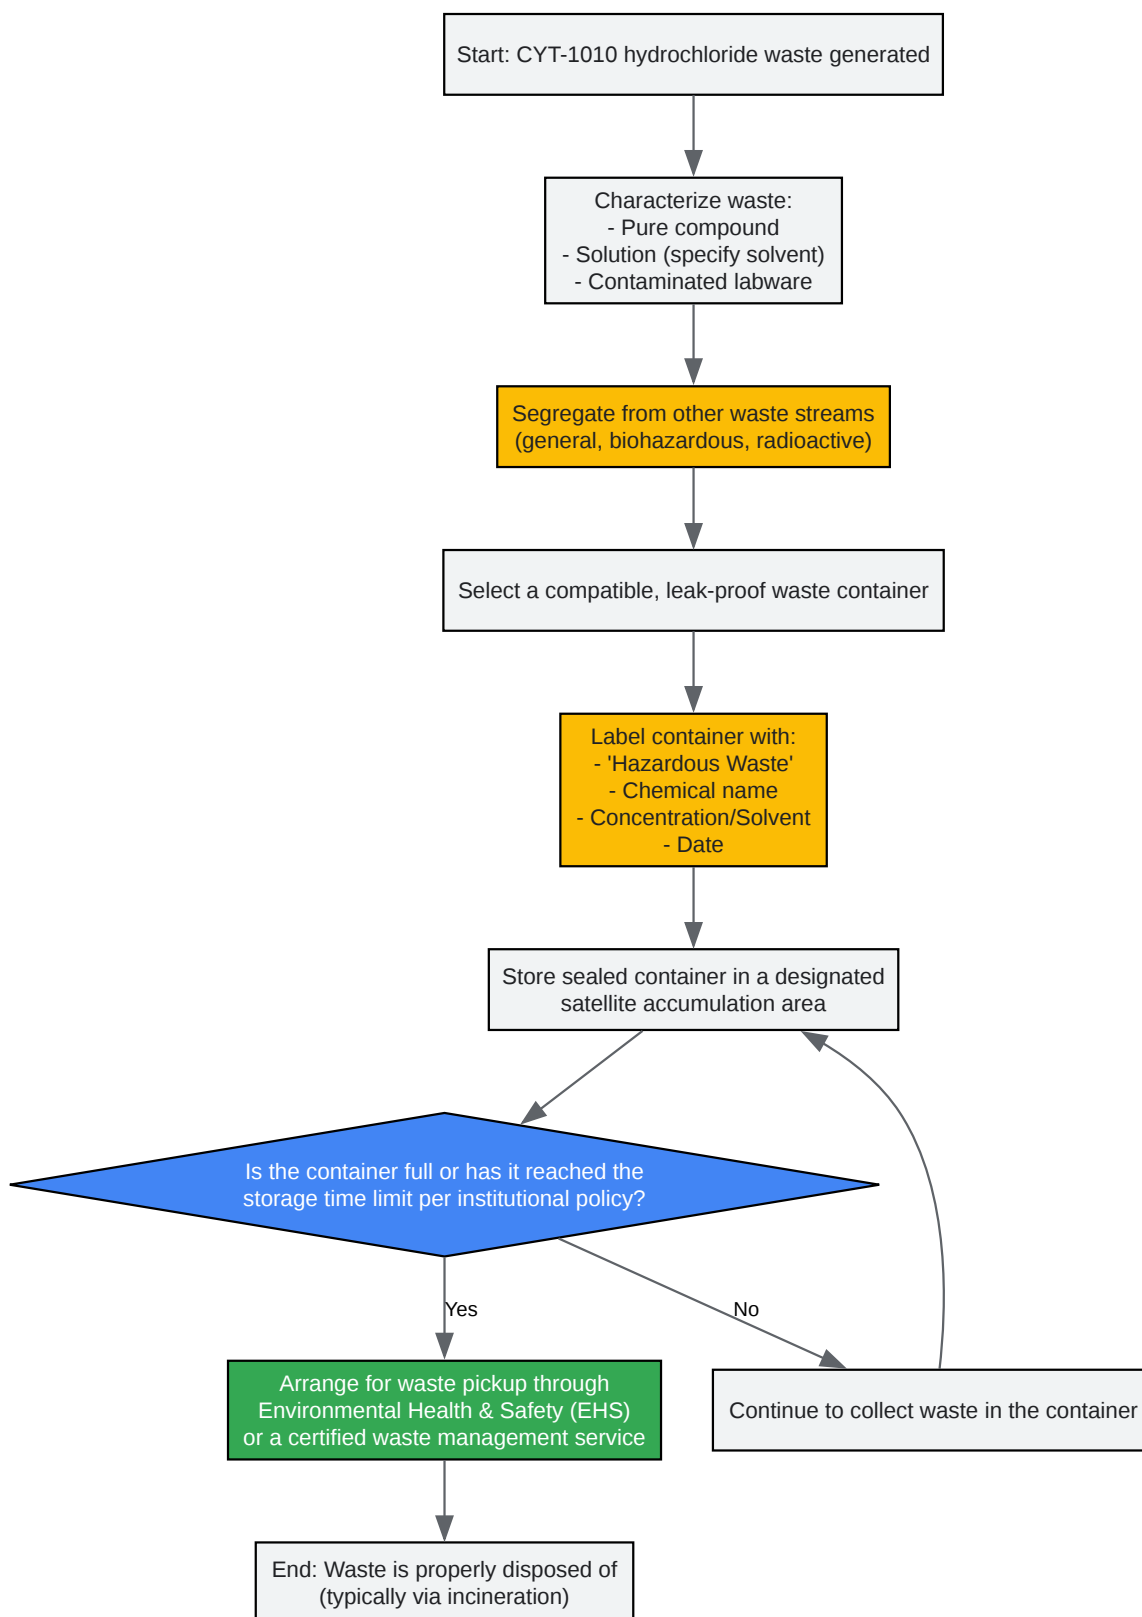 Start: CYT-1010 hydrochloride waste generated
Characterize waste:
- Pure compound
- Solution (specify solvent)
- Contaminated labware
Segregate from other waste streams
(general, biohazardous, radioactive)
Select a compatible, leak-proof waste container
Label container with:
- 'Hazardous Waste'
- Chemical name
- Concentration/Solvent
- Date
Store sealed container in a designated
satellite accumulation area
Is the container full or has it reached the
storage time limit per institutional policy?
Yes
No
Arrange for waste pickup through
Environmental Health & Safety (EHS)
or a certified waste management service
Continue to collect waste in the container
End: Waste is properly disposed of
(typically via incineration)